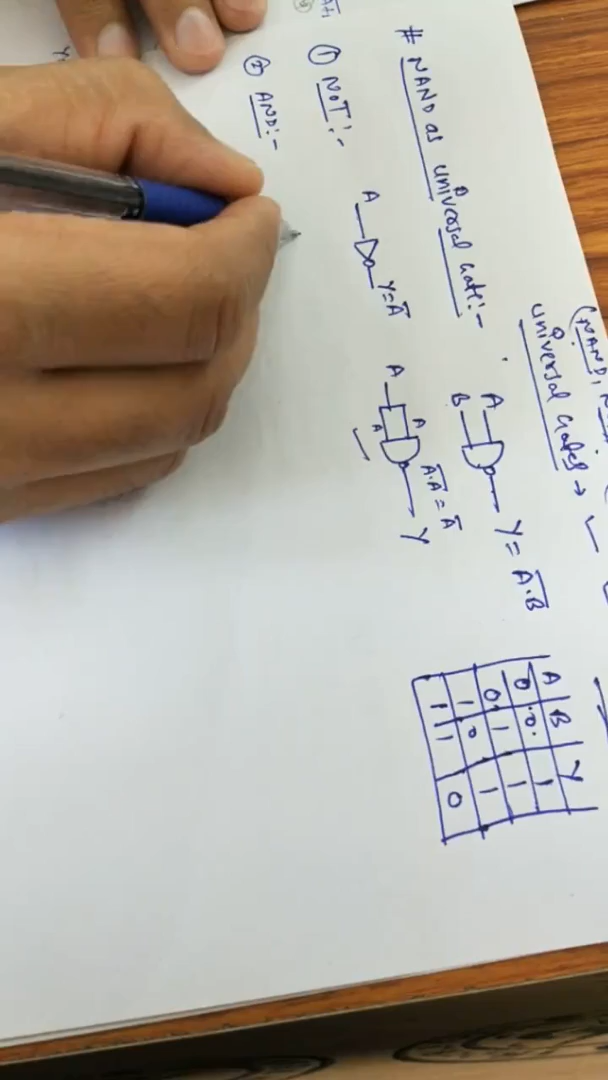 (NAND,
Universal Gates →
# NAND as Universal Gate:-
A
B
Y = A̅.̅B̅
A B Y
0 0 1
0 1 1
1 0 1
1 1 0
① NOT:-
A
Y=A̅
A
A
A
A̅.̅A̅ = A̅
Y
② AND:-